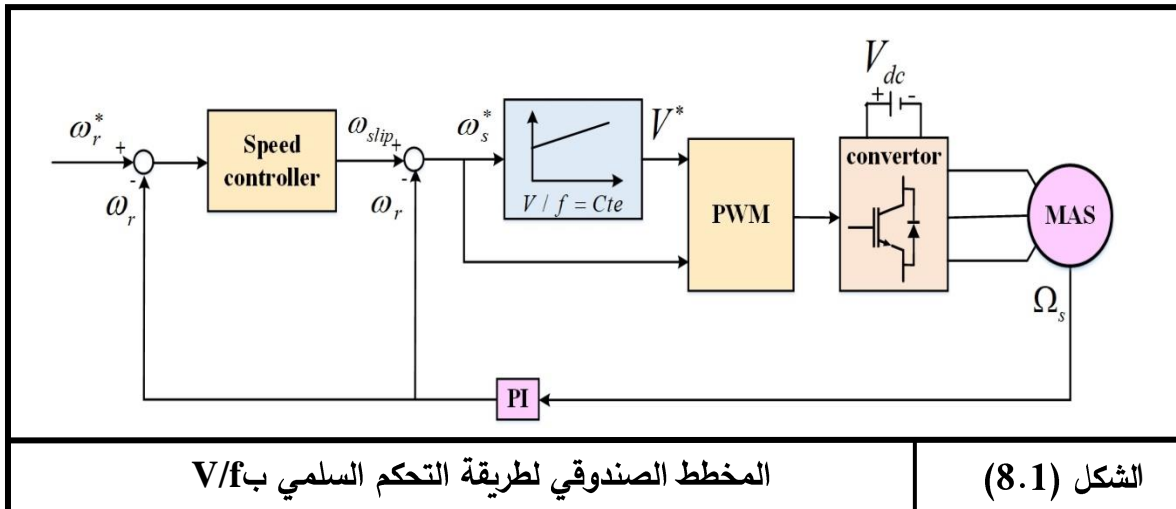 V_dc
+ -
ω_r^*
+
-
ω_r
Speed
controller
ω_slip
+
-
ω_r
ω_s^*
V / f = Cte
V^*
PWM
convertor
MAS
Ω_s
PI
المخطط الصندوقي لطريقة التحكم السلمي بV/f
الشكل (8.1)